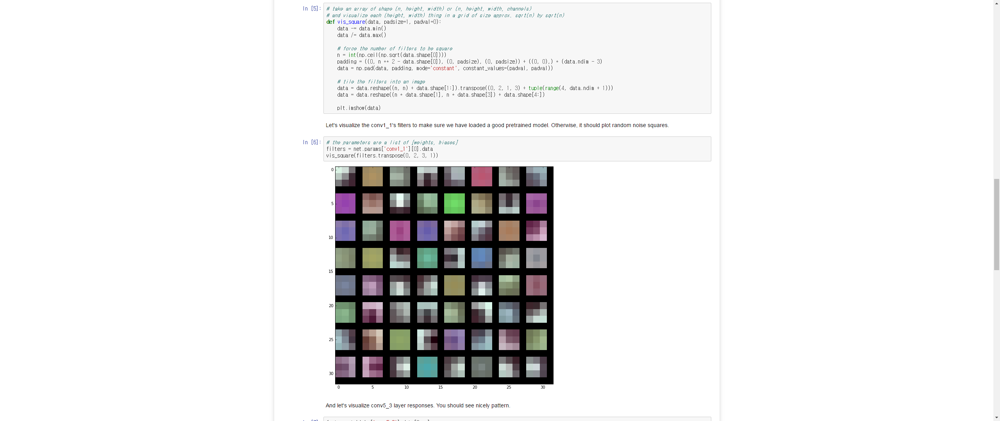 In [5]:
# take an array of shape (n, height, width) or (n, height, width, channels)
# and visualize each (height, width) thing in a grid of size approx. sqrt(n) by sqrt(n)
def vis_square(data, padsize=1, padval=0):
    data -= data.min()
    data /= data.max()
    # force the number of filters to be square
    n = int(np.ceil(np.sqrt(data.shape[0])))
    padding = ((0, n ** 2 - data.shape[0]), (0, padsize), (0, padsize)) + ((0, 0),) * (data.ndim - 3)
    data = np.pad(data, padding, mode='constant', constant_values=(padval, padval))
    # tile the filters into an image
    data = data.reshape((n, n) + data.shape[1:]).transpose((0, 2, 1, 3) + tuple(range(4, data.ndim + 1)))
    data = data.reshape((n * data.shape[1], n * data.shape[3]) + data.shape[4:])
    plt.imshow(data)
Let's visualize the conv1_1's filters to make sure we have loaded a good pretrained model. Otherwise, it should plot random noise squares.
In [6]:
# the parameters are a list of [weights, biases]
filters = net.params['conv1_1'][0].data
vis_square(filters.transpose(0, 2, 3, 1))
0
5
10
15
20
25
30
0 5 10 15 20 25 30
And let's visualize conv5_3 layer responses. You should see nicely pattern.